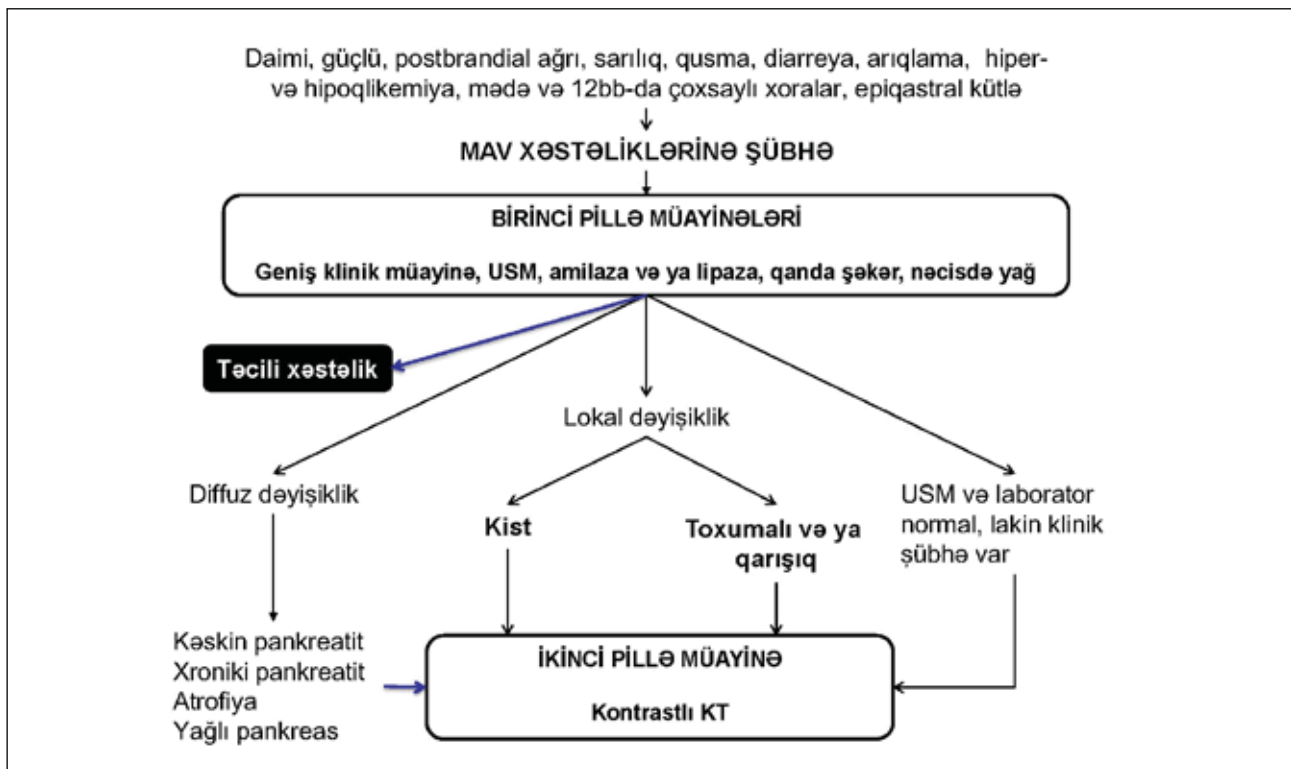 Daimi, güclü, postbrandial ağrı, sarılıq, qusma, diarreya, arıqlama, hiper-
və hipoqlikemiya, mədə və 12bb-da çoxsaylı xoralar, epiqastral kütlə
MAV XƏSTƏLİKLƏRİNƏ ŞÜBHƏ
BİRİNCİ PİLLƏ MÜAYİNƏLƏRİ
Geniş klinik müayinə, USM, amilaza və ya lipaza, qanda şəkər, nəcisdə yağ
Təcili xəstəlik
Lokal dəyişiklik
Diffuz dəyişiklik
Kist
Toxumalı və ya
qarışıq
USM və laborator
normal, lakin klinik
şübhə var
Kəskin pankreatit
Xroniki pankreatit
Atrofiya
Yağlı pankreas
İKİNCİ PİLLƏ MÜAYİNƏ
Kontrastlı KT